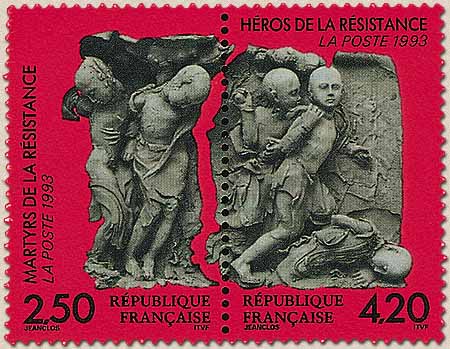 MARTYRS DE LA RÉSISTANCE
LA POSTE 1993
2,50
RÉPUBLIQUE
FRANÇAISE
JEANCLOS
ITVF
HÉROS DE LA RÉSISTANCE
LA POSTE 1993
RÉPUBLIQUE
FRANÇAISE
4,20
JEANCLOS
ITVF